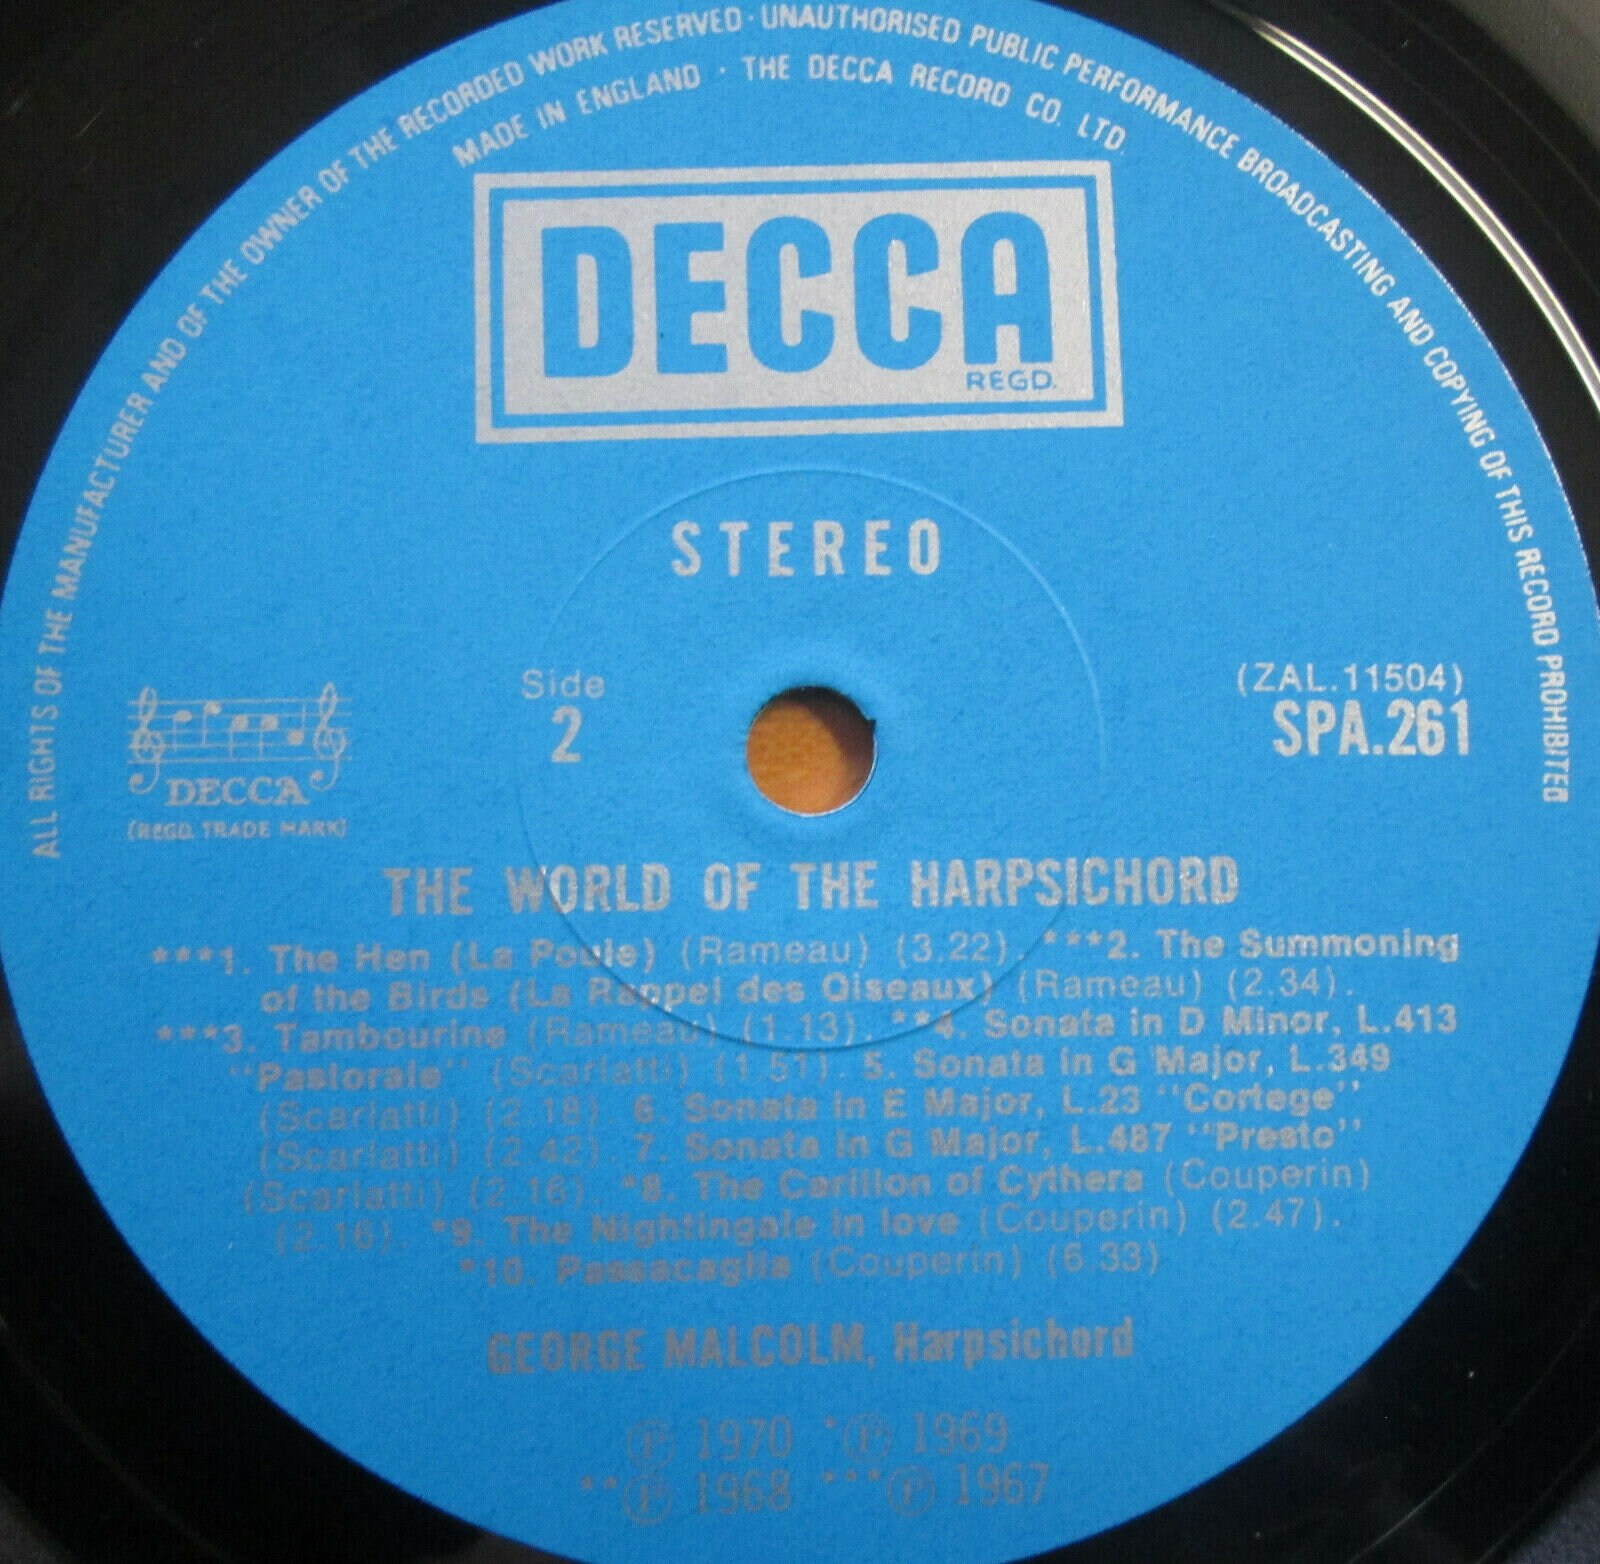 ALL RIGHTS OF THE MANUFACTURER AND OF THE OWNER OF THE RECORDED WORK RESERVED · UNAUTHORISED PUBLIC PERFORMANCE BROADCASTING AND COPYING OF THIS RECORD PROHIBITED
MADE IN ENGLAND · THE DECCA RECORD CO. LTD.
DECCA
REGD.
STEREO
Side
2
(ZAL.11504)
SPA.261
DECCA
(REGD. TRADE MARK)
THE WORLD OF THE HARPSICHORD
***1. The Hen (La Poule) (Rameau) (3.22). ***2. The Summoning
of the Birds (La Rappel des Oiseaux) (Rameau) (2.34).
***3. Tambourine (Rameau) (1.13). **4. Sonata in D Minor, L.413
"Pastorale" (Scarlatti) (1.51). 5. Sonata in G Major, L.349
(Scarlatti) (2.18). 6. Sonata in E Major, L.23 "Cortege"
(Scarlatti) (2.42). 7. Sonata in G Major, L.487 "Presto"
(Scarlatti) (2.16). *8. The Carillon of Cythera (Couperin)
(2.16). *9. The Nightingale in love (Couperin) (2.47).
*10. Passacaglia (Couperin) (6.33)
GEORGE MALCOLM, Harpsichord
℗ 1970 *℗ 1969
**℗ 1968 ***℗ 1967